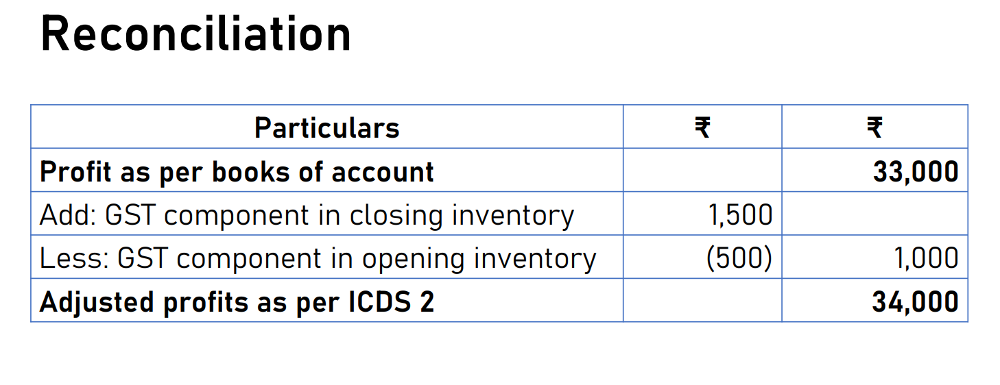 Reconciliation
Particulars ₹ ₹
Profit as per books of account 33,000
Add: GST component in closing inventory 1,500
Less: GST component in opening inventory (500) 1,000
Adjusted profits as per ICDS 2 34,000